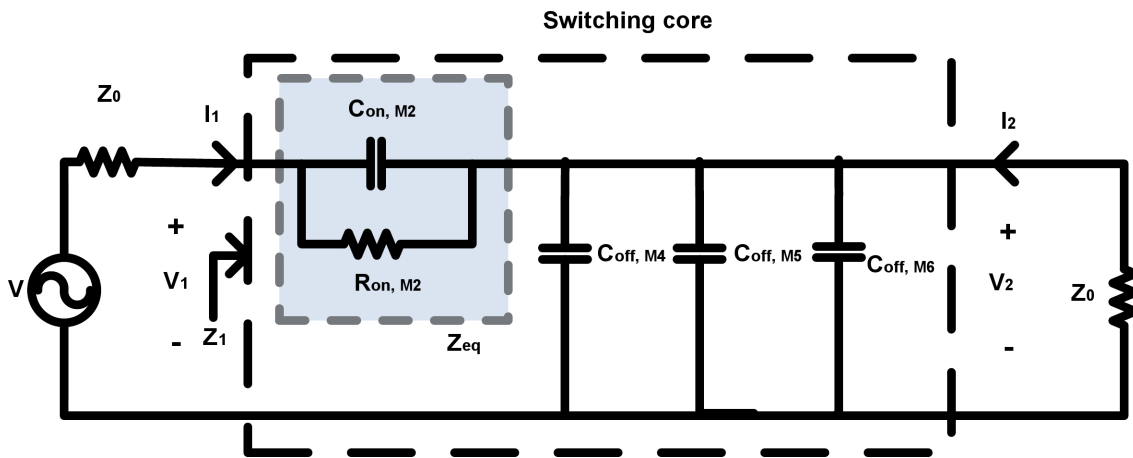 Switching core
Z0
I1
Con, M2
I2
+
V1
-
V
Z1
Ron, M2
Zeq
Coff, M4
Coff, M5
Coff, M6
+
V2
-
Z0